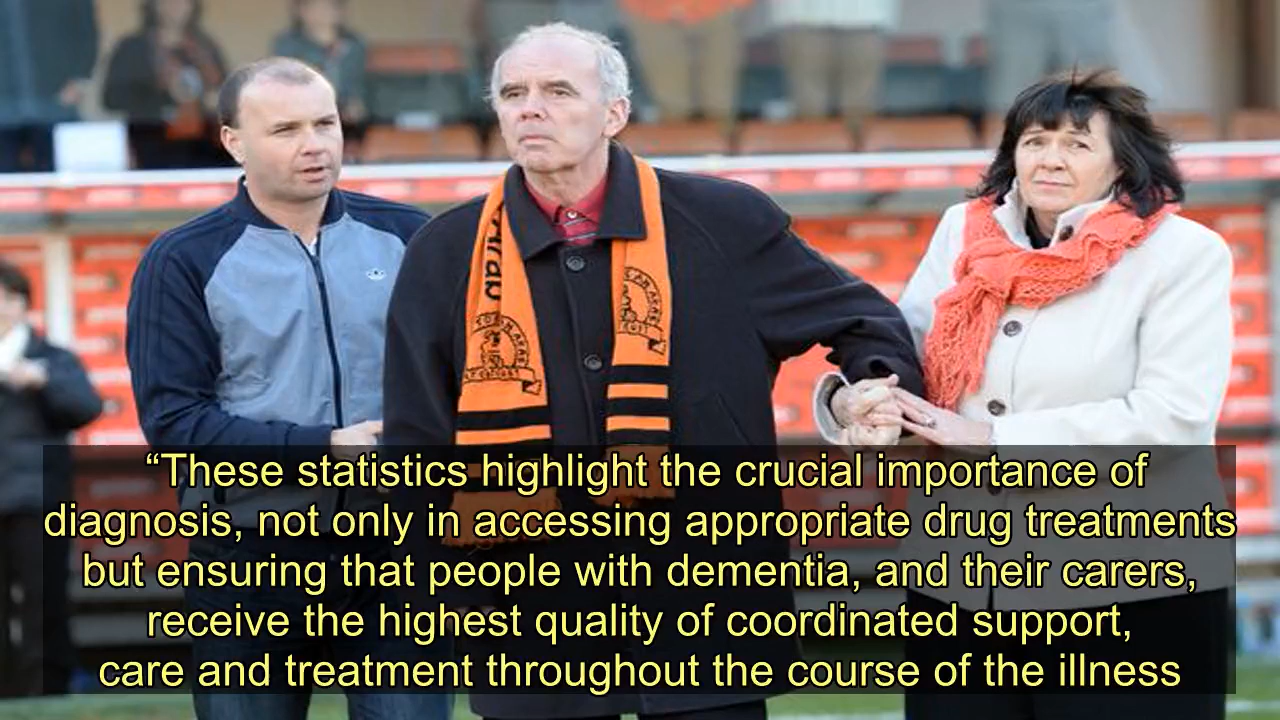 “These statistics highlight the crucial importance of
diagnosis, not only in accessing appropriate drug treatments
but ensuring that people with dementia, and their carers,
receive the highest quality of coordinated support,
care and treatment throughout the course of the illness